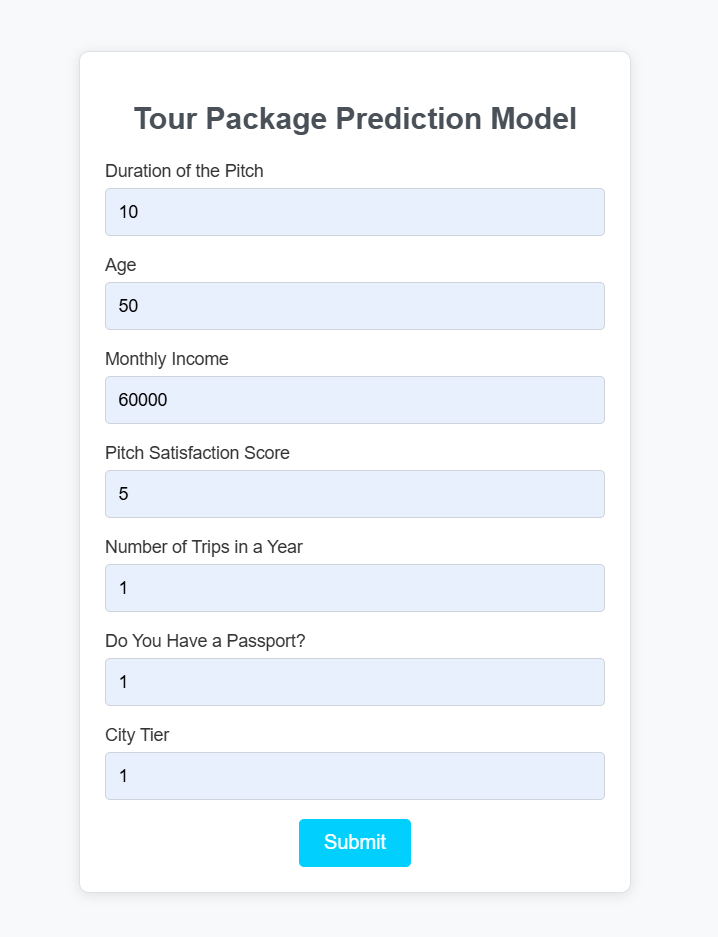 Tour Package Prediction Model
Duration of the Pitch
10
Age
50
Monthly Income
60000
Pitch Satisfaction Score
5
Number of Trips in a Year
1
Do You Have a Passport?
1
City Tier
1
Submit